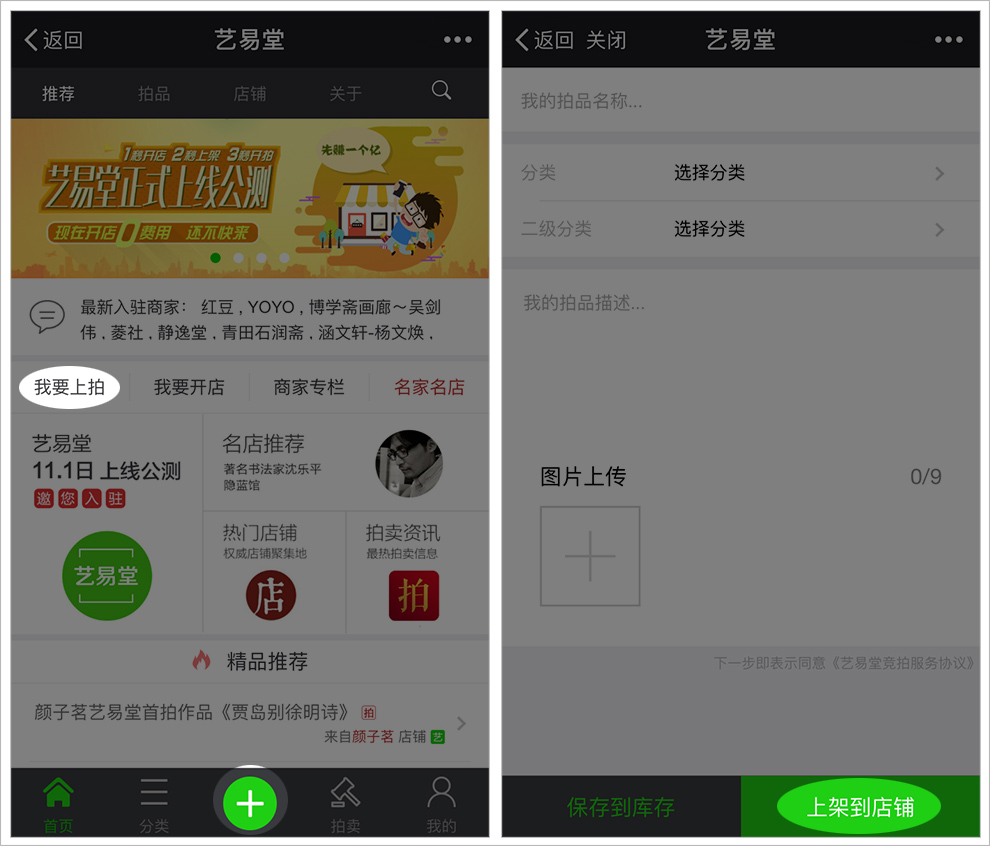 返回
艺易堂
推荐
拍品
店铺
关于
1秒开店 2秒上架 3秒开拍
先赚一个亿
艺易堂正式上线公测
现在开店0费用 还不快来
最新入驻商家: 红豆 , YOYO , 博学斋画廊～吴剑
伟 , 菱社 , 静逸堂 , 青田石润斋 , 涵文轩-杨文焕 ,
我要上拍
我要开店
商家专栏
名家名店
艺易堂
11.1日 上线公测
邀您入驻
艺易堂
名店推荐
著名书法家沈乐平
隐蓝馆
热门店铺
权威店铺聚集地
店
拍卖资讯
最热拍卖信息
拍
精品推荐
颜子茗艺易堂首拍作品《贾岛别徐明诗》 拍
来自颜子茗 店铺 艺
首页
分类
拍卖
我的
返回 关闭
艺易堂
我的拍品名称...
分类
选择分类
二级分类
选择分类
我的拍品描述...
图片上传
0/9
下一步即表示同意《艺易堂竞拍服务协议》
保存到库存
上架到店铺